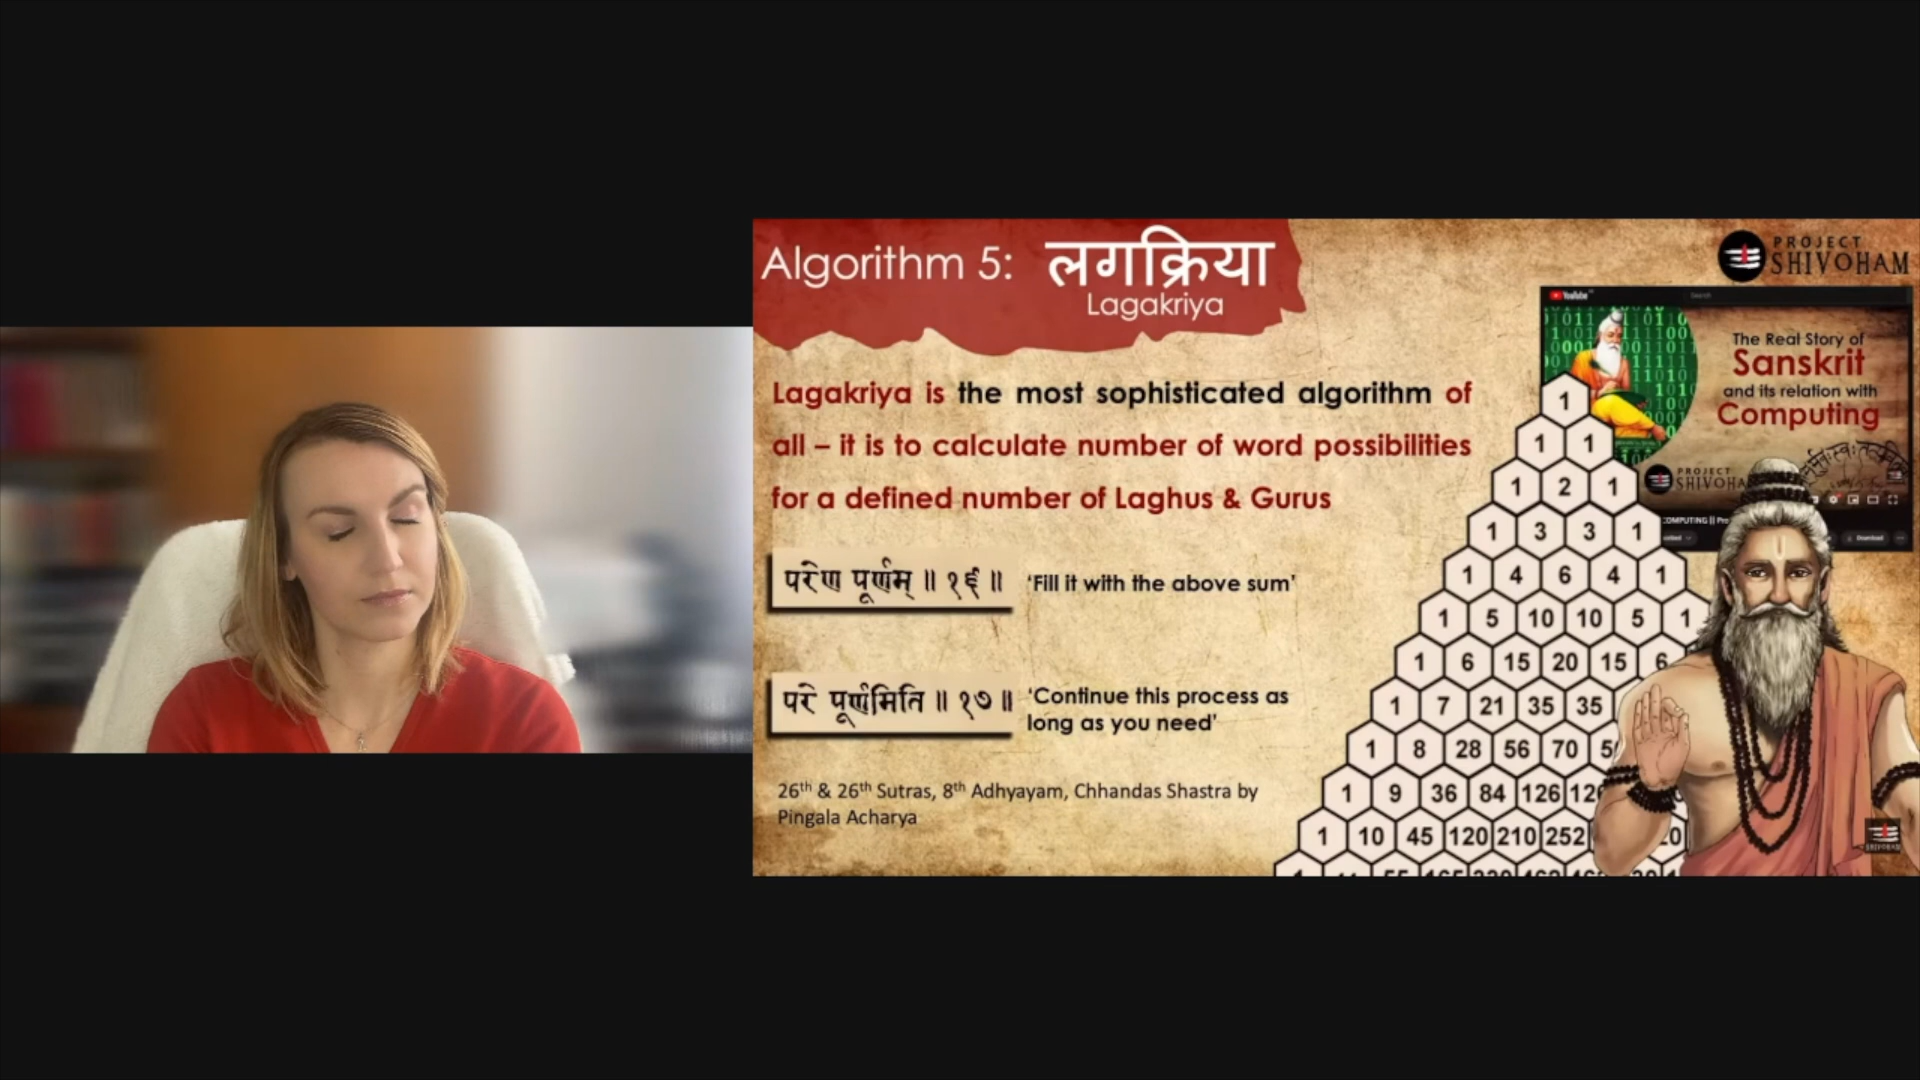 Algorithm 5: लगक्रिया
Lagakriya
PROJECT
SHIVOHAM
YouTube
Search
The Real Story of
Sanskrit
and its relation with
Computing
PROJECT
COMPUTING ||
Download
Lagakriya is the most sophisticated algorithm of
all – it is to calculate number of word possibilities
for a defined number of Laghus & Gurus
परेण पूर्णम् ॥ १६ ॥ ‘Fill it with the above sum’
परे पूर्णमिति ॥ १७ ॥ ‘Continue this process as
long as you need’
26th & 26th Sutras, 8th Adhyayam, Chhandas Shastra by
Pingala Acharya
1
1 1
1 2 1
1 3 3 1
1 4 6 4 1
1 5 10 10 5 1
1 6 15 20 15 6
1 7 21 35 35
1 8 28 56 70
1 9 36 84 126
1 10 45 120 210 252
SHIVOHAM